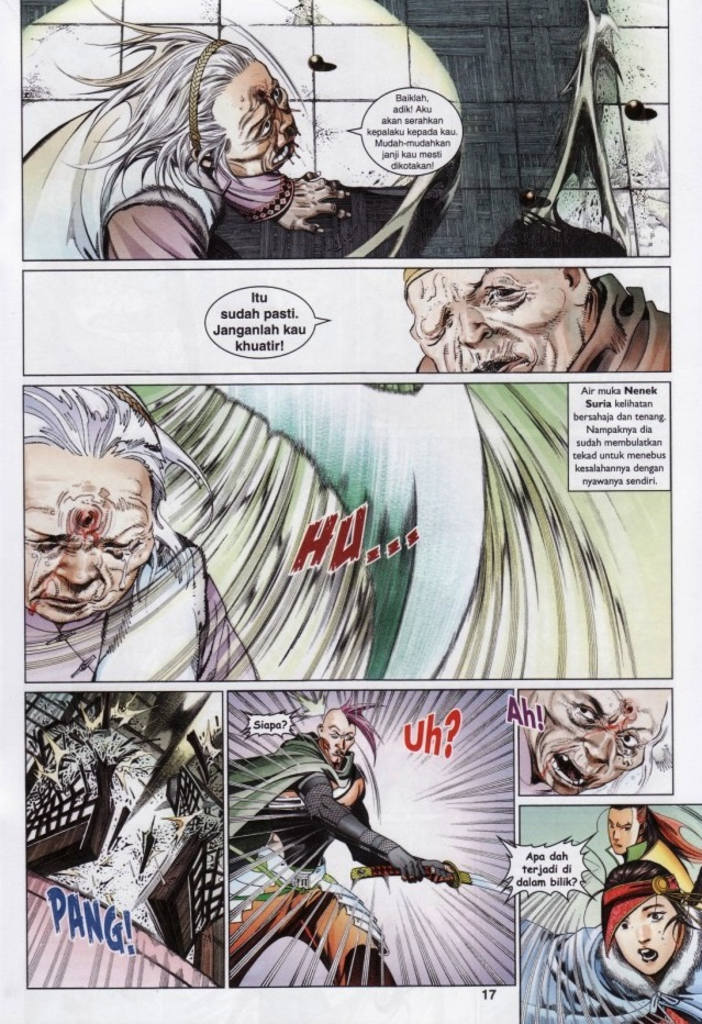 Baiklah,
adik! Aku
akan serahkan
kepalaku kepada kau.
Mudah-mudahkan
janji kau mesti
dikotakan!
Itu
sudah pasti.
Janganlah kau
khuatir!
Air muka Nenek
Suria kelihatan
bersahaja dan tenang.
Nampaknya dia
sudah membulatkan
tekad untuk menebus
kesalahannya dengan
nyawanya sendiri.
HU...
PANG!
Siapa?
Uh?
Ah!
Apa dah
terjadi di
dalam bilik?
17